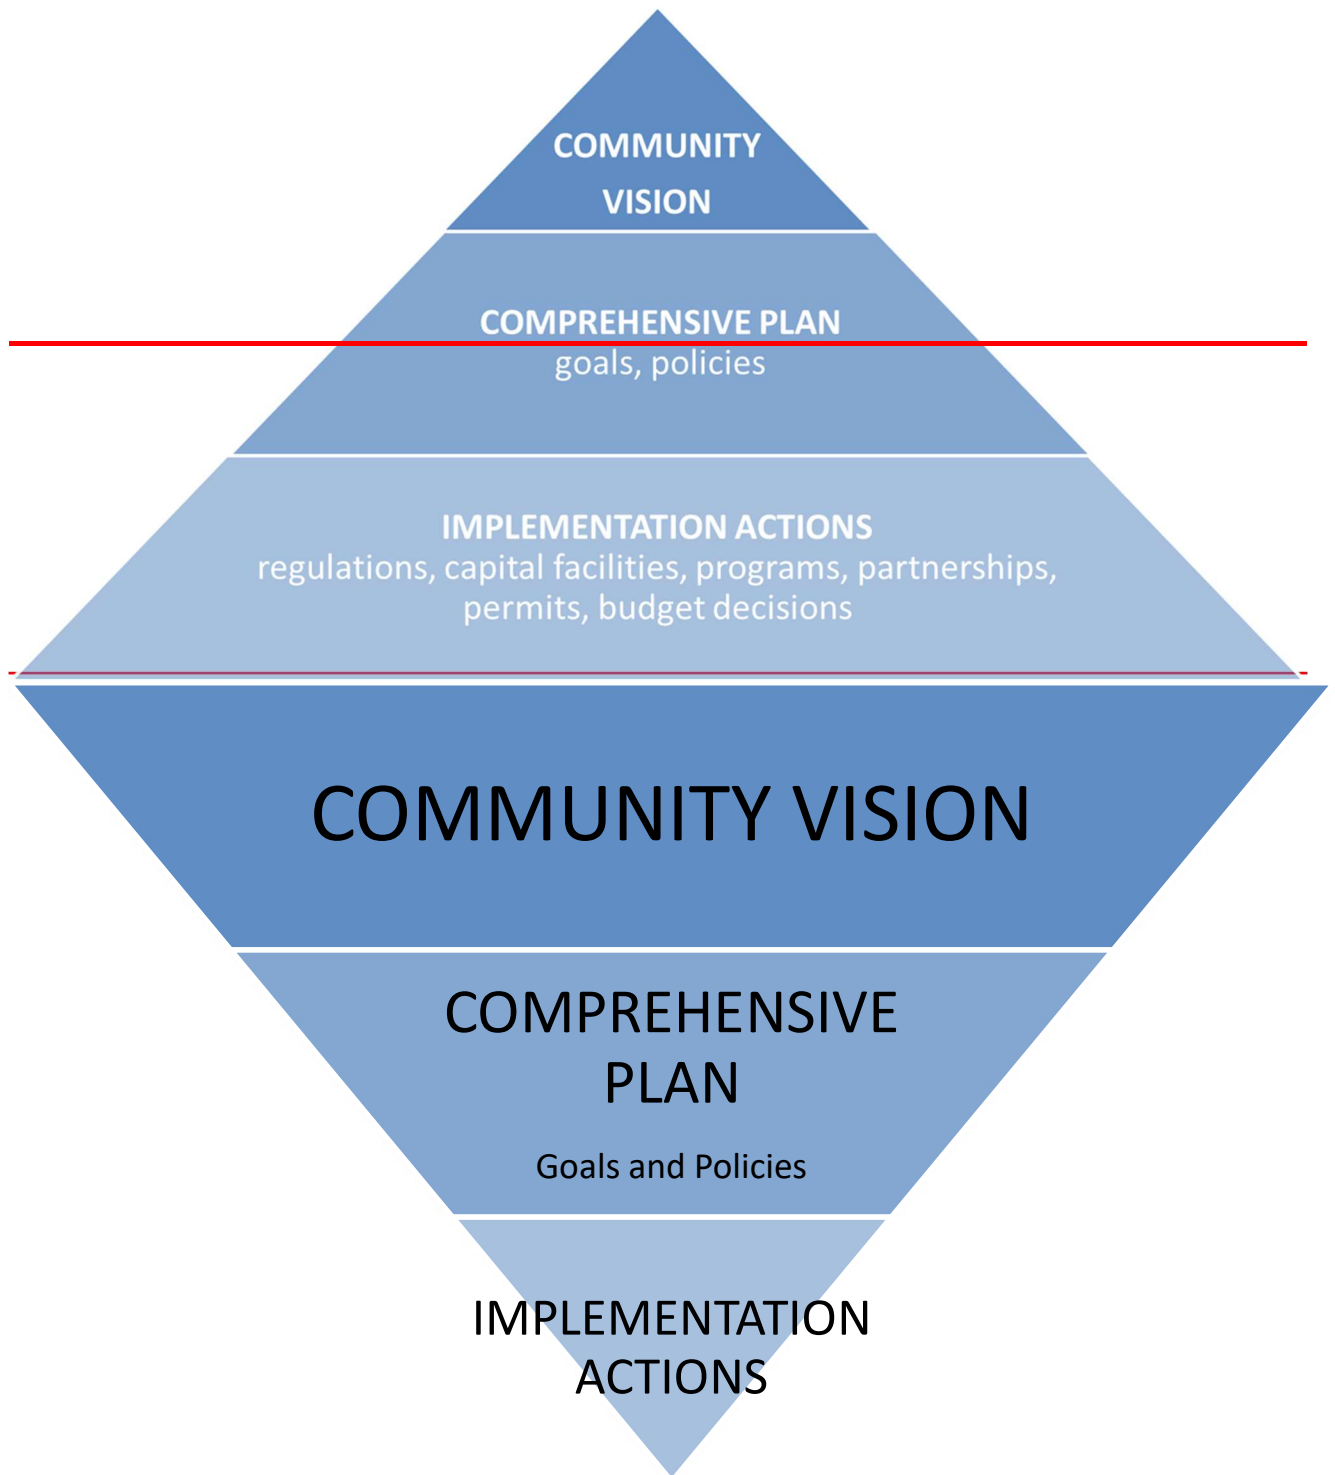 COMMUNITY
VISION
COMPREHENSIVE PLAN
goals, policies
IMPLEMENTATION ACTIONS
regulations, capital facilities, programs, partnerships,
permits, budget decisions
COMMUNITY VISION
COMPREHENSIVE
PLAN
Goals and Policies
IMPLEMENTATION
ACTIONS